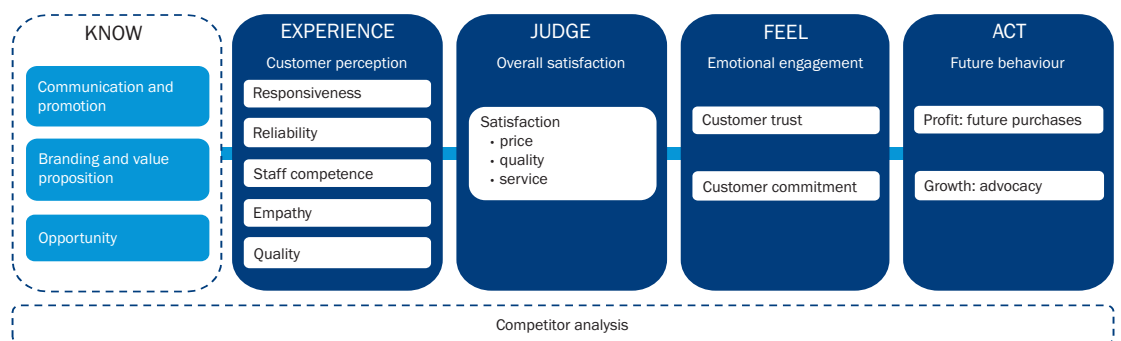 KNOW
Communication and
promotion
Branding and value
proposition
Opportunity
EXPERIENCE
Customer perception
Responsiveness
Reliability
Staff competence
Empathy
Quality
JUDGE
Overall satisfaction
Satisfaction
• price
• quality
• service
FEEL
Emotional engagement
Customer trust
Customer commitment
ACT
Future behaviour
Profit: future purchases
Growth: advocacy
Competitor analysis